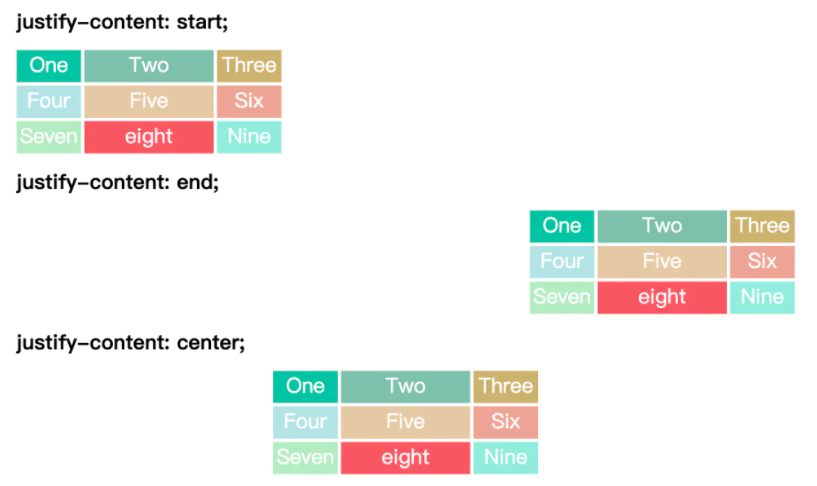 justify-content: start;
One Two Three
Four Five Six
Seven eight Nine
justify-content: end;
One Two Three
Four Five Six
Seven eight Nine
justify-content: center;
One Two Three
Four Five Six
Seven eight Nine